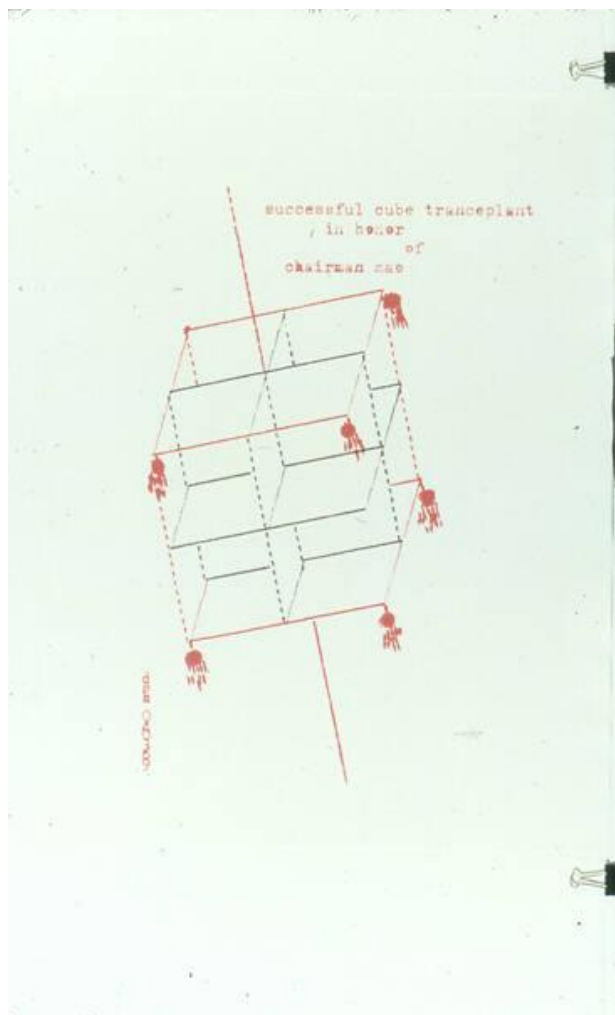 successful cube tranceplant
in honor
of
chairman mao